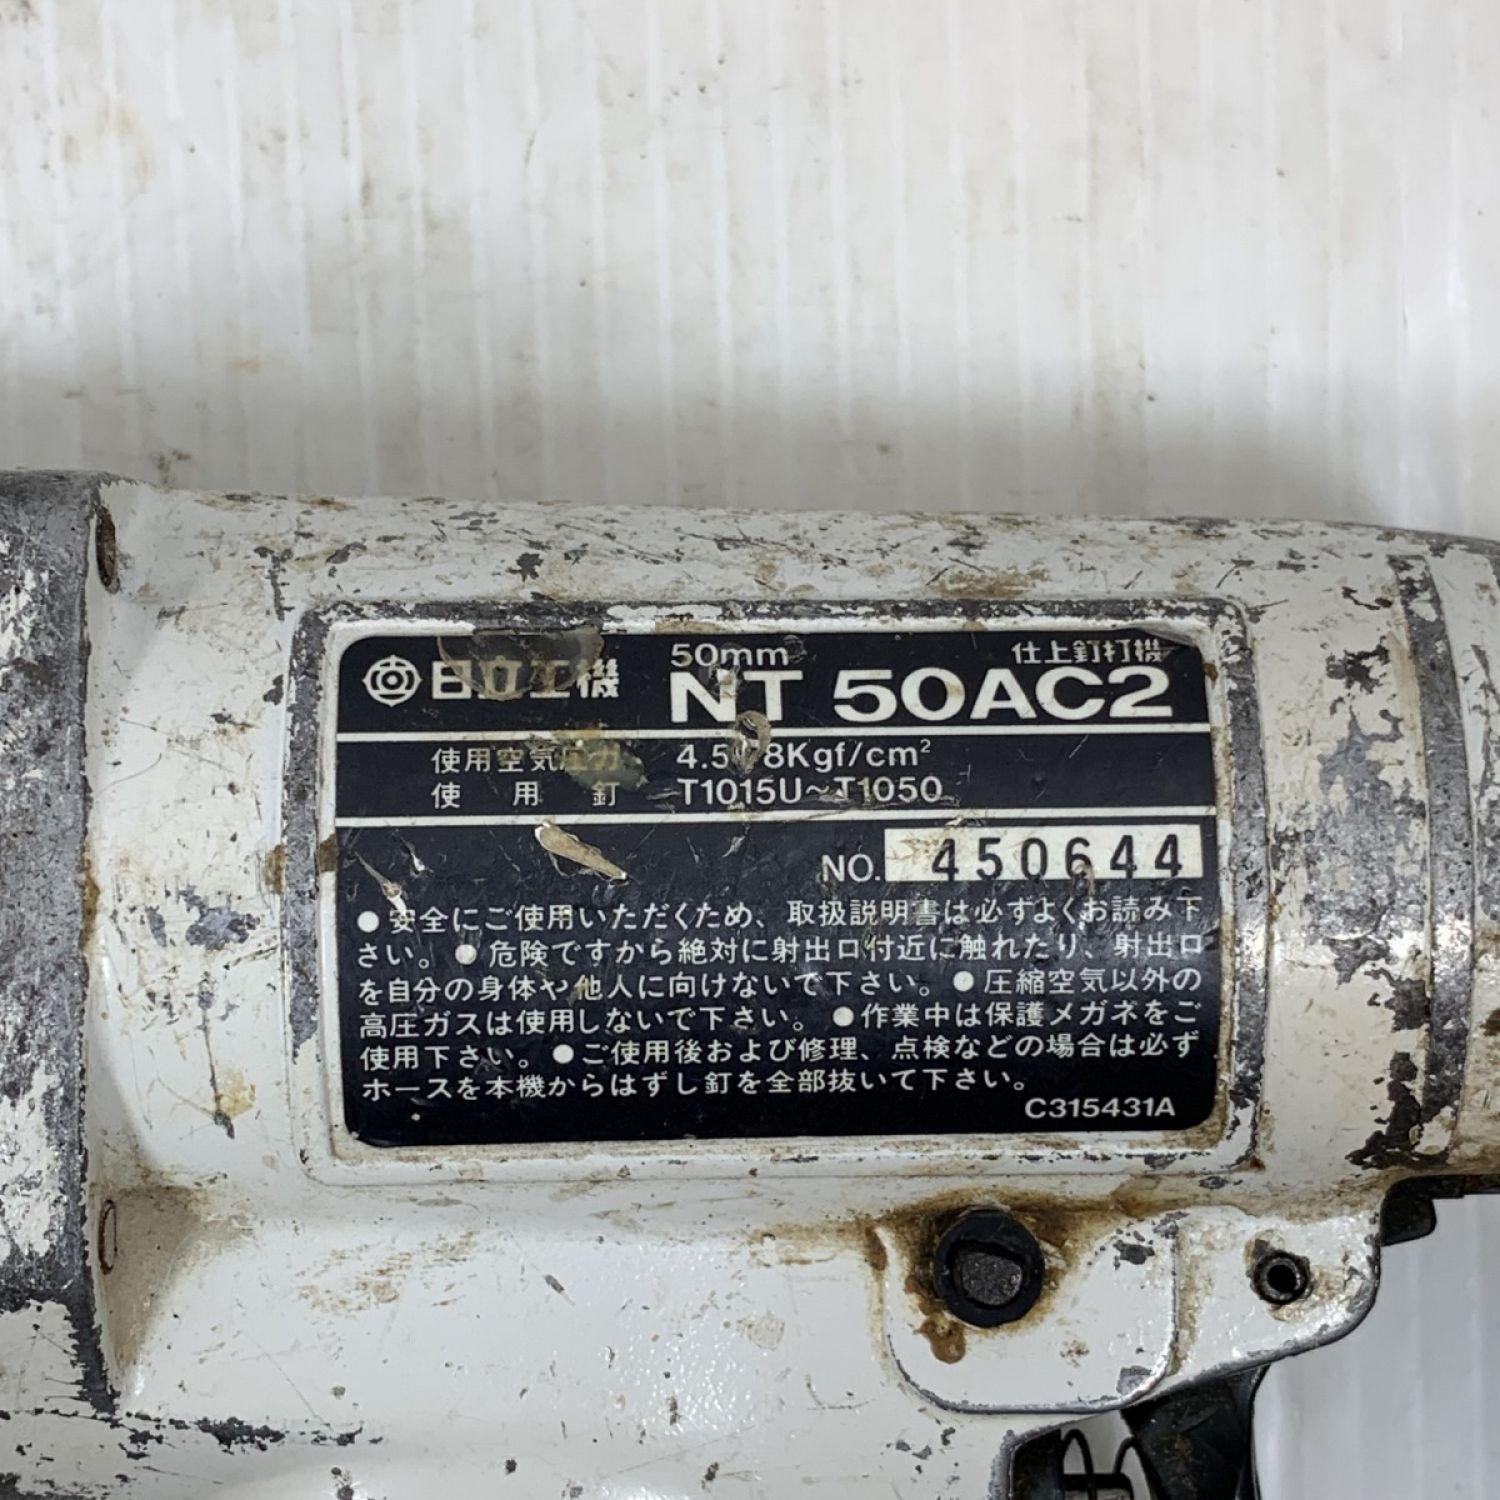 日立工機
50mm
仕上釘打機
NT 50AC2
使用空気圧力 4.5~8Kgf/cm²
使用釘 T1015U~T1050
NO. 450644
●安全にご使用いただくため、取扱説明書は必ずよくお読み下
さい。●危険ですから絶対に射出口付近に触れたり、射出口
を自分の身体や他人に向けないで下さい。●圧縮空気以外の
高圧ガスは使用しないで下さい。●作業中は保護メガネをご
使用下さい。●ご使用後および修理、点検などの場合は必ず
ホースを本機からはずし釘を全部抜いて下さい。
C315431A